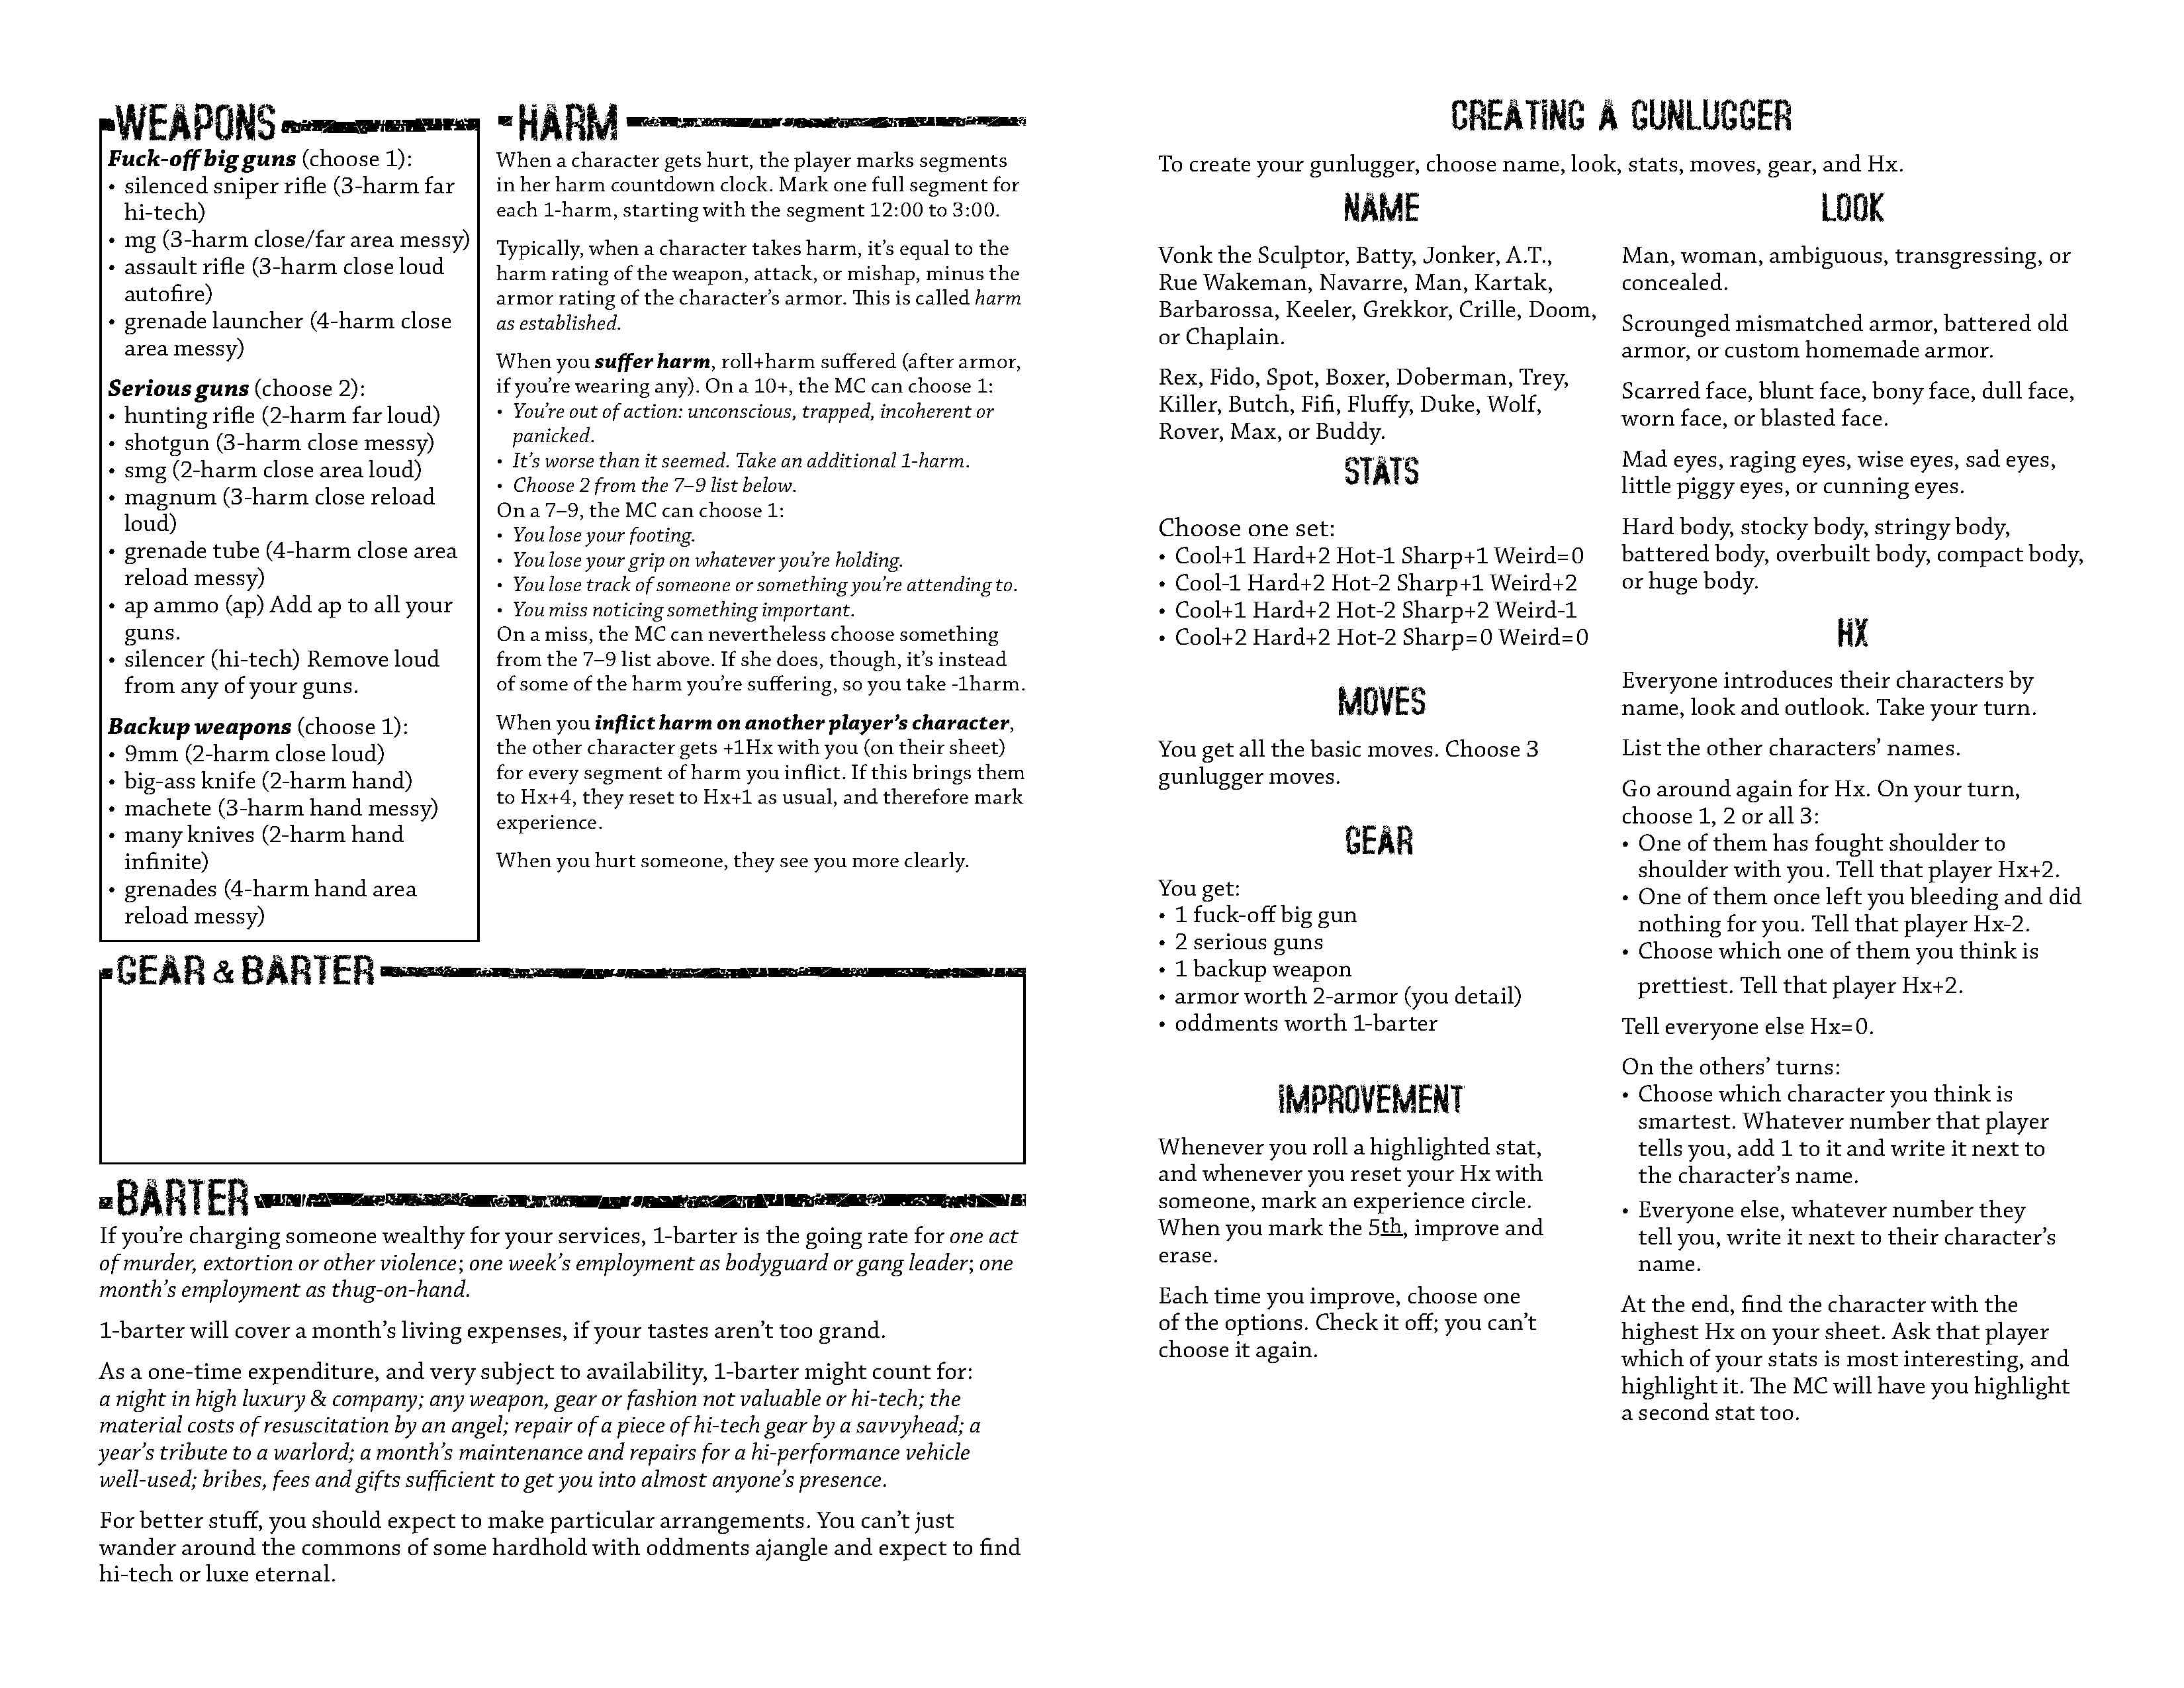 WEAPONS
Fuck-off big guns (choose 1):
• silenced sniper rifle (3-harm far
hi-tech)
• mg (3-harm close/far area messy)
• assault rifle (3-harm close loud
autofire)
• grenade launcher (4-harm close
area messy)
Serious guns (choose 2):
• hunting rifle (2-harm far loud)
• shotgun (3-harm close messy)
• smg (2-harm close area loud)
• magnum (3-harm close reload
loud)
• grenade tube (4-harm close area
reload messy)
• ap ammo (ap) Add ap to all your
guns.
• silencer (hi-tech) Remove loud
from any of your guns.
Backup weapons (choose 1):
• 9mm (2-harm close loud)
• big-ass knife (2-harm hand)
• machete (3-harm hand messy)
• many knives (2-harm hand
infinite)
• grenades (4-harm hand area
reload messy)
HARM
When a character gets hurt, the player marks segments
in her harm countdown clock. Mark one full segment for
each 1-harm, starting with the segment 12:00 to 3:00.
Typically, when a character takes harm, it's equal to the
harm rating of the weapon, attack, or mishap, minus the
armor rating of the character's armor. This is called harm
as established.
When you suffer harm, roll+harm suffered (after armor,
if you're wearing any). On a 10+, the MC can choose 1:
• You're out of action: unconscious, trapped, incoherent or
panicked.
• It's worse than it seemed. Take an additional 1-harm.
• Choose 2 from the 7–9 list below.
On a 7–9, the MC can choose 1:
• You lose your footing.
• You lose your grip on whatever you're holding.
• You lose track of someone or something you're attending to.
• You miss noticing something important.
On a miss, the MC can nevertheless choose something
from the 7–9 list above. If she does, though, it's instead
of some of the harm you're suffering, so you take -1harm.
When you inflict harm on another player's character,
the other character gets +1Hx with you (on their sheet)
for every segment of harm you inflict. If this brings them
to Hx+4, they reset to Hx+1 as usual, and therefore mark
experience.
When you hurt someone, they see you more clearly.
GEAR & BARTER
BARTER
If you're charging someone wealthy for your services, 1-barter is the going rate for one act
of murder, extortion or other violence; one week's employment as bodyguard or gang leader; one
month's employment as thug-on-hand.
1-barter will cover a month's living expenses, if your tastes aren't too grand.
As a one-time expenditure, and very subject to availability, 1-barter might count for:
a night in high luxury & company; any weapon, gear or fashion not valuable or hi-tech; the
material costs of resuscitation by an angel; repair of a piece of hi-tech gear by a savvyhead; a
year's tribute to a warlord; a month's maintenance and repairs for a hi-performance vehicle
well-used; bribes, fees and gifts sufficient to get you into almost anyone's presence.
For better stuff, you should expect to make particular arrangements. You can't just
wander around the commons of some hardhold with oddments ajangle and expect to find
hi-tech or luxe eternal.
CREATING A GUNLUGGER
To create your gunlugger, choose name, look, stats, moves, gear, and Hx.
NAME
Vonk the Sculptor, Batty, Jonker, A.T.,
Rue Wakeman, Navarre, Man, Kartak,
Barbarossa, Keeler, Grekkor, Crille, Doom,
or Chaplain.
Rex, Fido, Spot, Boxer, Doberman, Trey,
Killer, Butch, Fifi, Fluffy, Duke, Wolf,
Rover, Max, or Buddy.
STATS
Choose one set:
• Cool+1 Hard+2 Hot-1 Sharp+1 Weird=0
• Cool-1 Hard+2 Hot-2 Sharp+1 Weird+2
• Cool+1 Hard+2 Hot-2 Sharp+2 Weird-1
• Cool+2 Hard+2 Hot-2 Sharp=0 Weird=0
MOVES
You get all the basic moves. Choose 3
gunlugger moves.
GEAR
You get:
• 1 fuck-off big gun
• 2 serious guns
• 1 backup weapon
• armor worth 2-armor (you detail)
• oddments worth 1-barter
IMPROVEMENT
Whenever you roll a highlighted stat,
and whenever you reset your Hx with
someone, mark an experience circle.
When you mark the 5th, improve and
erase.
Each time you improve, choose one
of the options. Check it off; you can't
choose it again.
LOOK
Man, woman, ambiguous, transgressing, or
concealed.
Scrounged mismatched armor, battered old
armor, or custom homemade armor.
Scarred face, blunt face, bony face, dull face,
worn face, or blasted face.
Mad eyes, raging eyes, wise eyes, sad eyes,
little piggy eyes, or cunning eyes.
Hard body, stocky body, stringy body,
battered body, overbuilt body, compact body,
or huge body.
HX
Everyone introduces their characters by
name, look and outlook. Take your turn.
List the other characters' names.
Go around again for Hx. On your turn,
choose 1, 2 or all 3:
• One of them has fought shoulder to
shoulder with you. Tell that player Hx+2.
• One of them once left you bleeding and did
nothing for you. Tell that player Hx-2.
• Choose which one of them you think is
prettiest. Tell that player Hx+2.
Tell everyone else Hx=0.
On the others' turns:
• Choose which character you think is
smartest. Whatever number that player
tells you, add 1 to it and write it next to
the character's name.
• Everyone else, whatever number they
tell you, write it next to their character's
name.
At the end, find the character with the
highest Hx on your sheet. Ask that player
which of your stats is most interesting, and
highlight it. The MC will have you highlight
a second stat too.